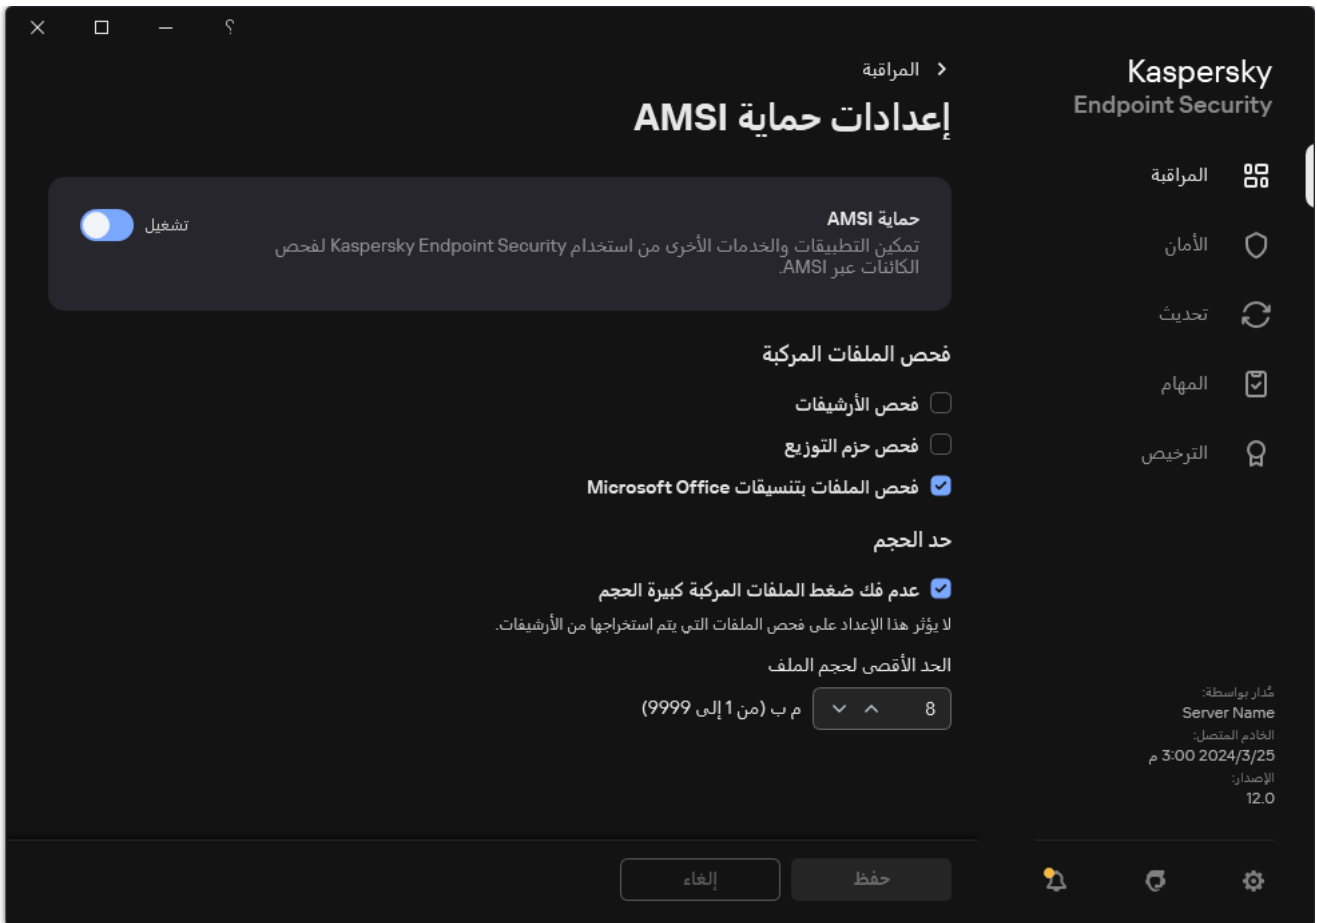 ؟
Kaspersky
Endpoint Security
المراقبة
الأمان
تحديث
المهام
الترخيص
مُدار بواسطة:
Server Name
الخادم المتصل:
2024/3/25 3:00 م
الإصدار:
12.0
المراقبة
إعدادات حماية AMSI
حماية AMSI
تمكين التطبيقات والخدمات الأخرى من استخدام Kaspersky Endpoint Security لفحص
الكائنات عبر AMSI.
تشغيل
فحص الملفات المركبة
فحص الأرشيفات
فحص حزم التوزيع
فحص الملفات بتنسيقات Microsoft Office
حد الحجم
عدم فك ضغط الملفات المركبة كبيرة الحجم
لا يؤثر هذا الإعداد على فحص الملفات التي يتم استخراجها من الأرشيفات.
الحد الأقصى لحجم الملف
8 م ب (من 1 إلى 9999)
حفظ
إلغاء